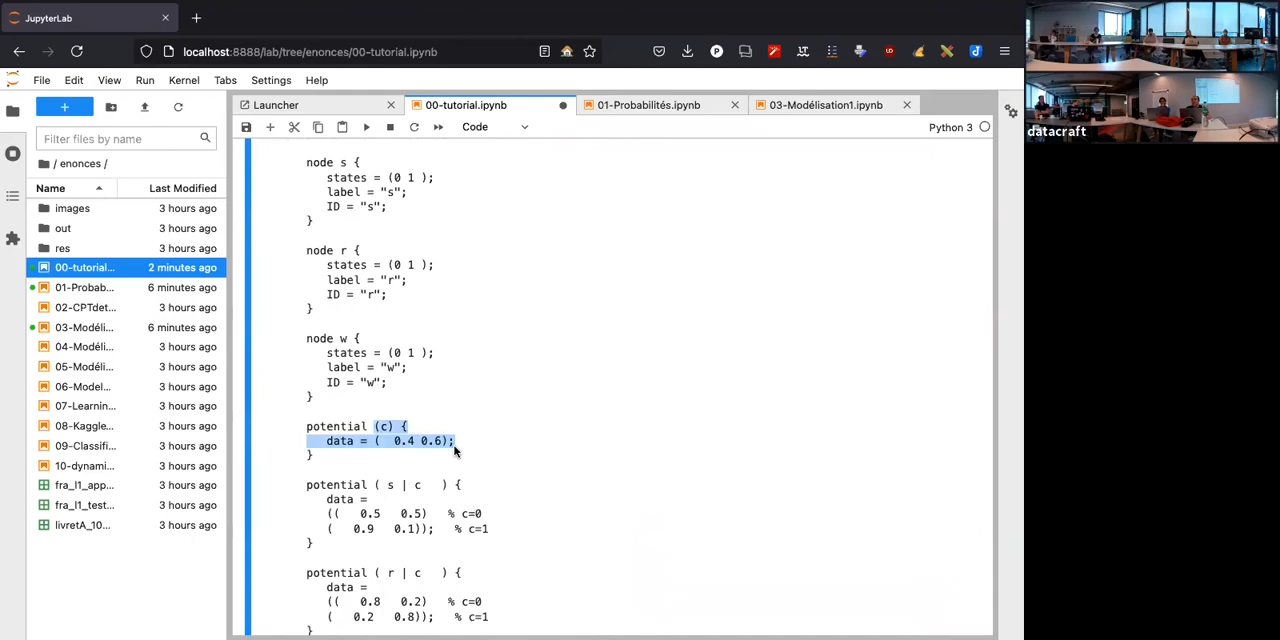 JupyterLab
localhost:8888/lab/tree/enonces/00-tutorial.ipynb
File Edit View Run Kernel Tabs Settings Help
Launcher
00-tutorial.ipynb
01-Probabilités.ipynb
03-Modélisation1.ipynb
Code
Python 3
Filter files by name
/ enonces /
Name Last Modified
images 3 hours ago
out 3 hours ago
res 3 hours ago
00-tutorial... 2 minutes ago
01-Probab... 6 minutes ago
02-CPTdet... 3 hours ago
03-Modéli... 6 minutes ago
04-Modéli... 3 hours ago
05-Modéli... 3 hours ago
06-Model... 3 hours ago
07-Learnin... 3 hours ago
08-Kaggle... 3 hours ago
09-Classifi... 3 hours ago
10-dynami... 3 hours ago
fra_l1_app... 3 hours ago
fra_l1_test... 3 hours ago
livretA_10... 3 hours ago
node s {
states = (0 1 );
label = "s";
ID = "s";
}
node r {
states = (0 1 );
label = "r";
ID = "r";
}
node w {
states = (0 1 );
label = "w";
ID = "w";
}
potential (c) {
data = (  0.4 0.6);
}
potential ( s | c   ) {
data =
((   0.5   0.5)   % c=0
(   0.9   0.1));   % c=1
}
potential ( r | c   ) {
data =
((   0.8   0.2)   % c=0
(   0.2   0.8));   % c=1
}
datacraft